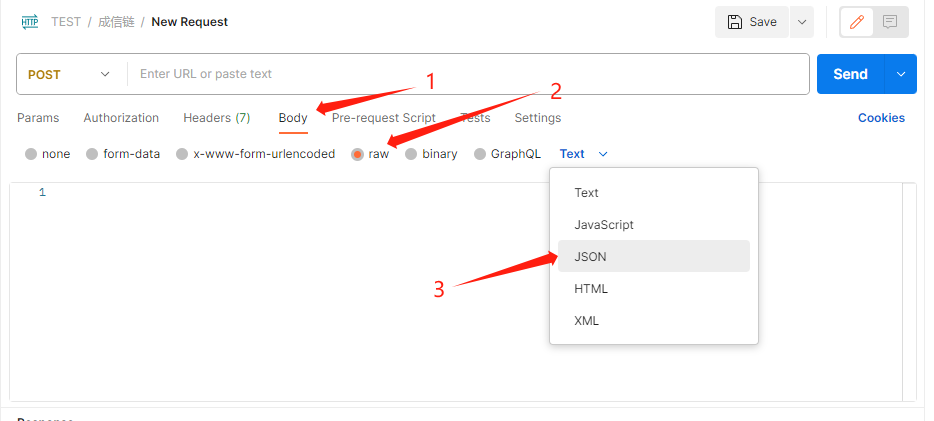 HTTP TEST / 成信链 / New Request Save
POST Enter URL or paste text Send
1 2
Params Authorization Headers (7) Body Pre-request Script Tests Settings Cookies
none form-data x-www-form-urlencoded raw binary GraphQL Text
1
Text
JavaScript
JSON
3
HTML
XML